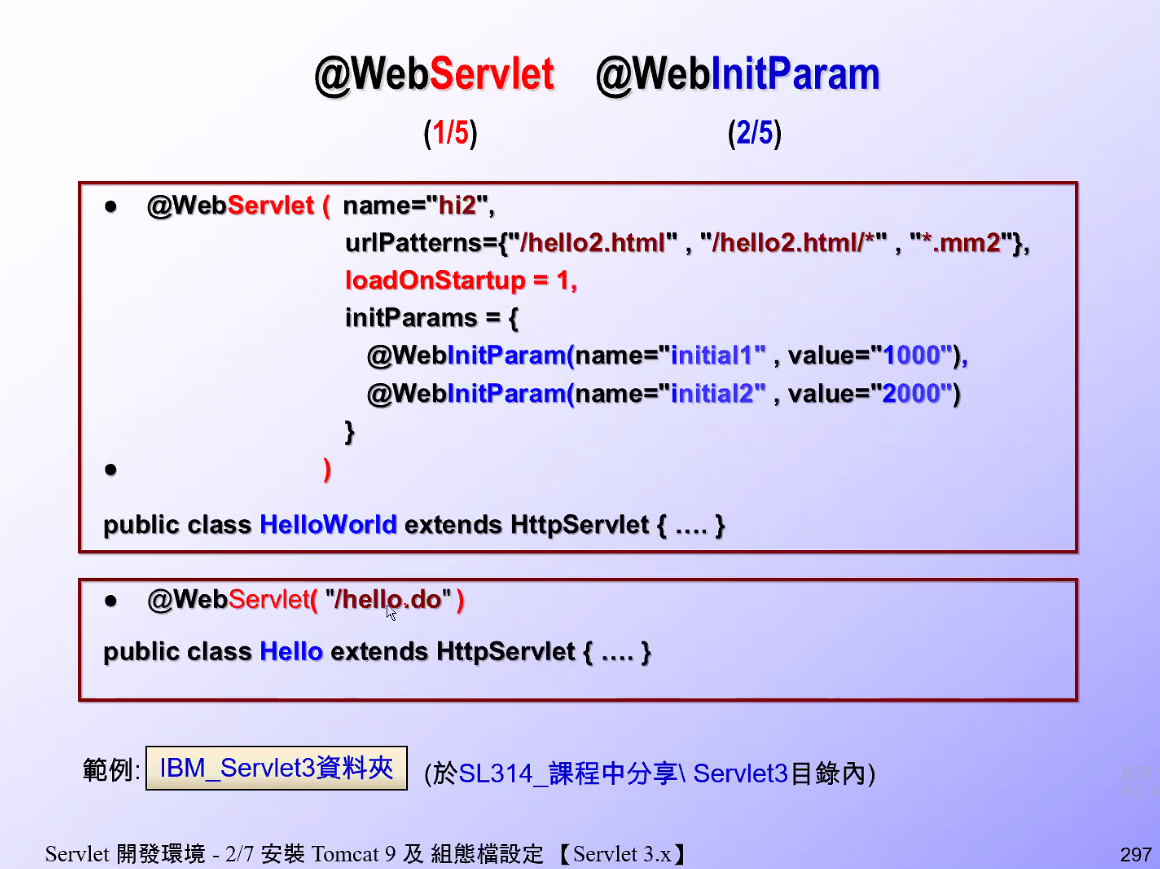 @WebServlet @WebInitParam
(1/5) (2/5)
● @WebServlet ( name="hi2",
urlPatterns={"/hello2.html" , "/hello2.html/*" , "*.mm2"},
loadOnStartup = 1,
initParams = {
@WebInitParam(name="initial1" , value="1000"),
@WebInitParam(name="initial2" , value="2000")
}
● )
public class HelloWorld extends HttpServlet { …. }
● @WebServlet( "/hello.do" )
public class Hello extends HttpServlet { …. }
範例: IBM_Servlet3資料夾 (於SL314_課程中分享\ Servlet3目錄內)
Servlet 開發環境 - 2/7 安裝 Tomcat 9 及 組態檔設定 【Servlet 3.x】 297